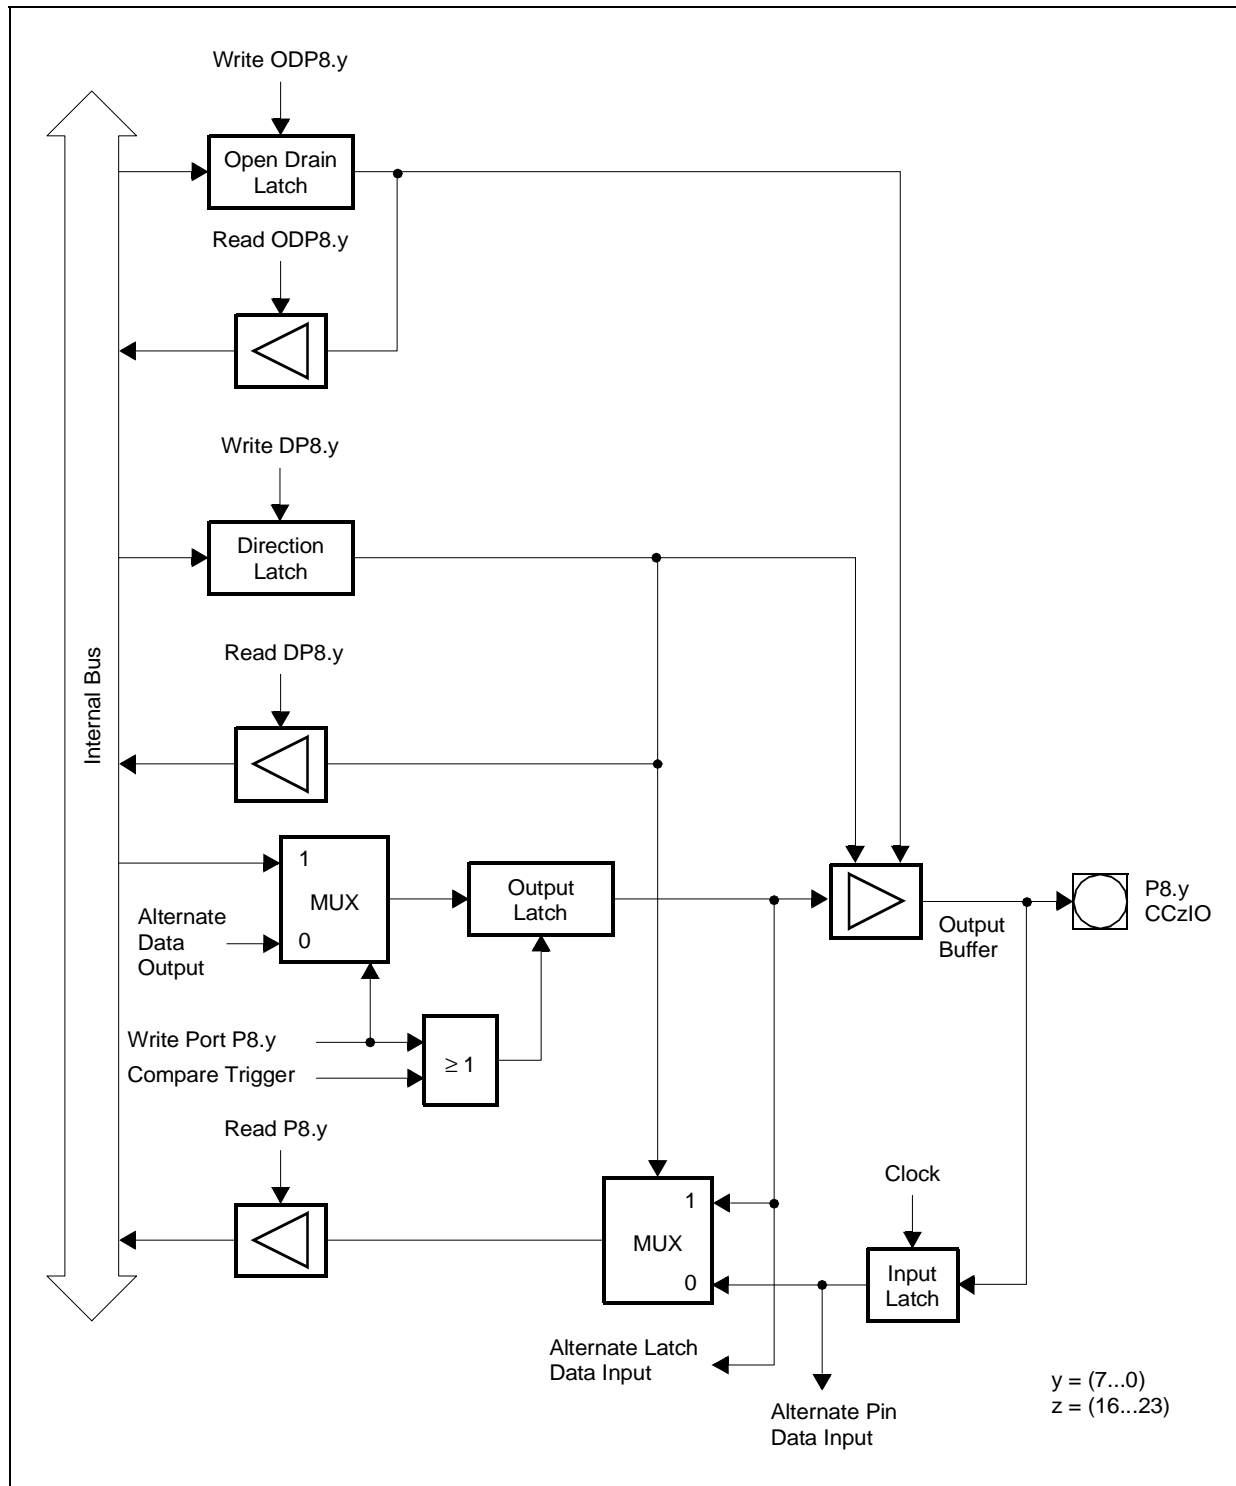 Write ODP8.y
Open Drain
Latch
Read ODP8.y
Write DP8.y
Direction
Latch
Internal Bus
Read DP8.y
1
MUX
0
Alternate
Data
Output
Output
Latch
Output
Buffer
P8.y
CCzIO
Write Port P8.y
Compare Trigger
≥ 1
Read P8.y
1
MUX
0
Clock
Input
Latch
Alternate Latch
Data Input
Alternate Pin
Data Input
y = (7...0)
z = (16...23)